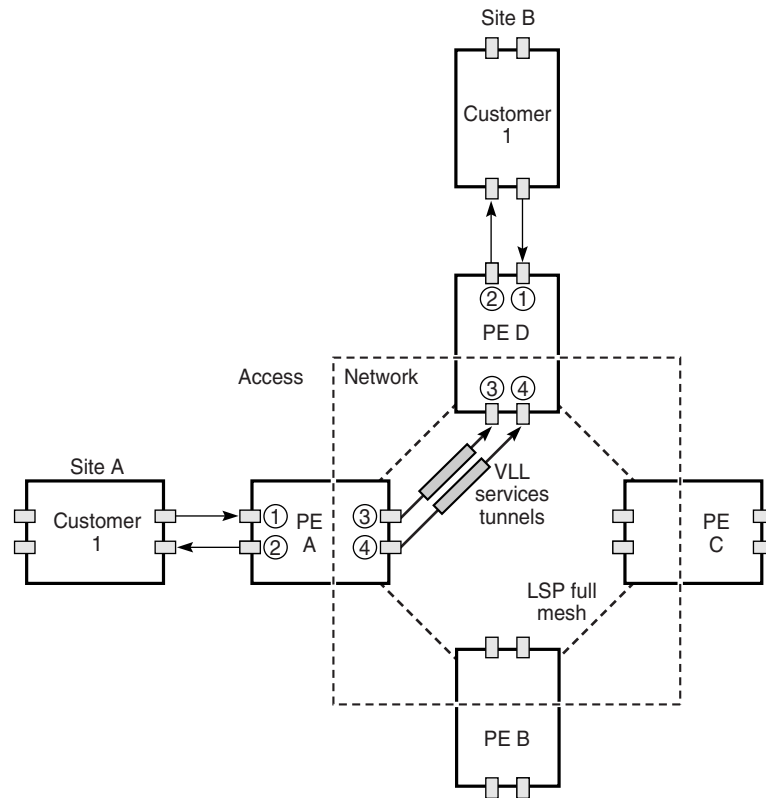 Site B
Customer
1
② ①
PE D
Access
Network
③ ④
Site A
VLL
services
tunnels
Customer
1
①
②
PE
A
③
④
PE
C
LSP full
mesh
PE B